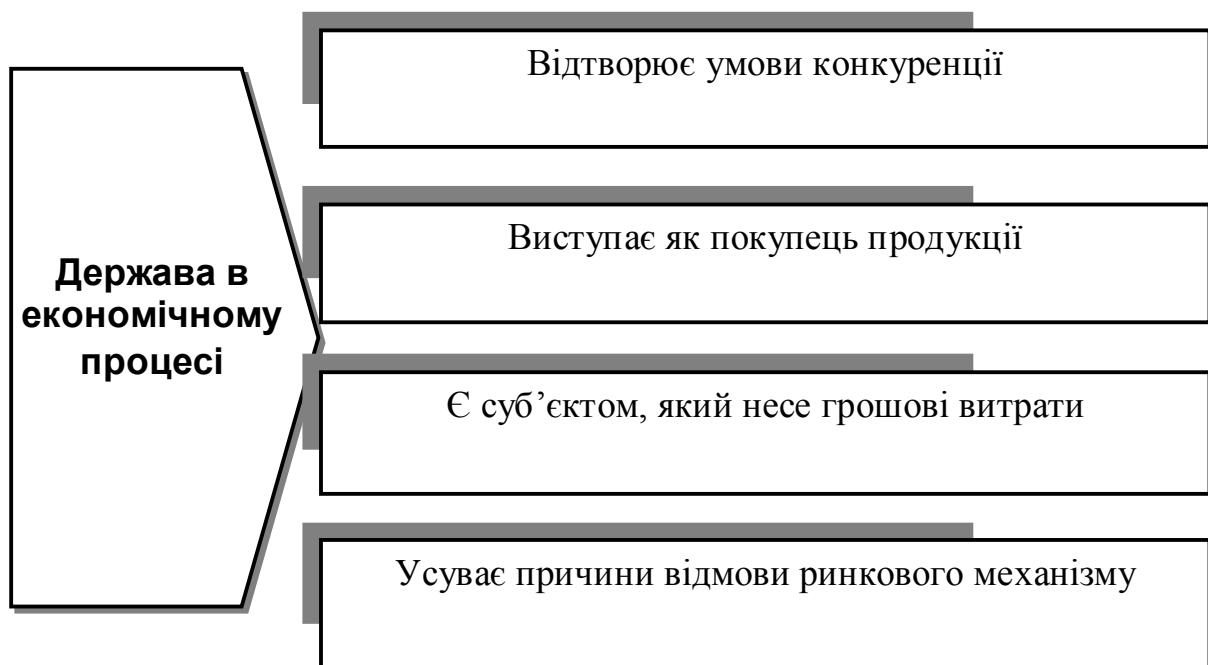 Держава в
економічному
процесі
Відтворює умови конкуренції
Виступає як покупець продукції
Є суб’єктом, який несе грошові витрати
Усуває причини відмови ринкового механізму